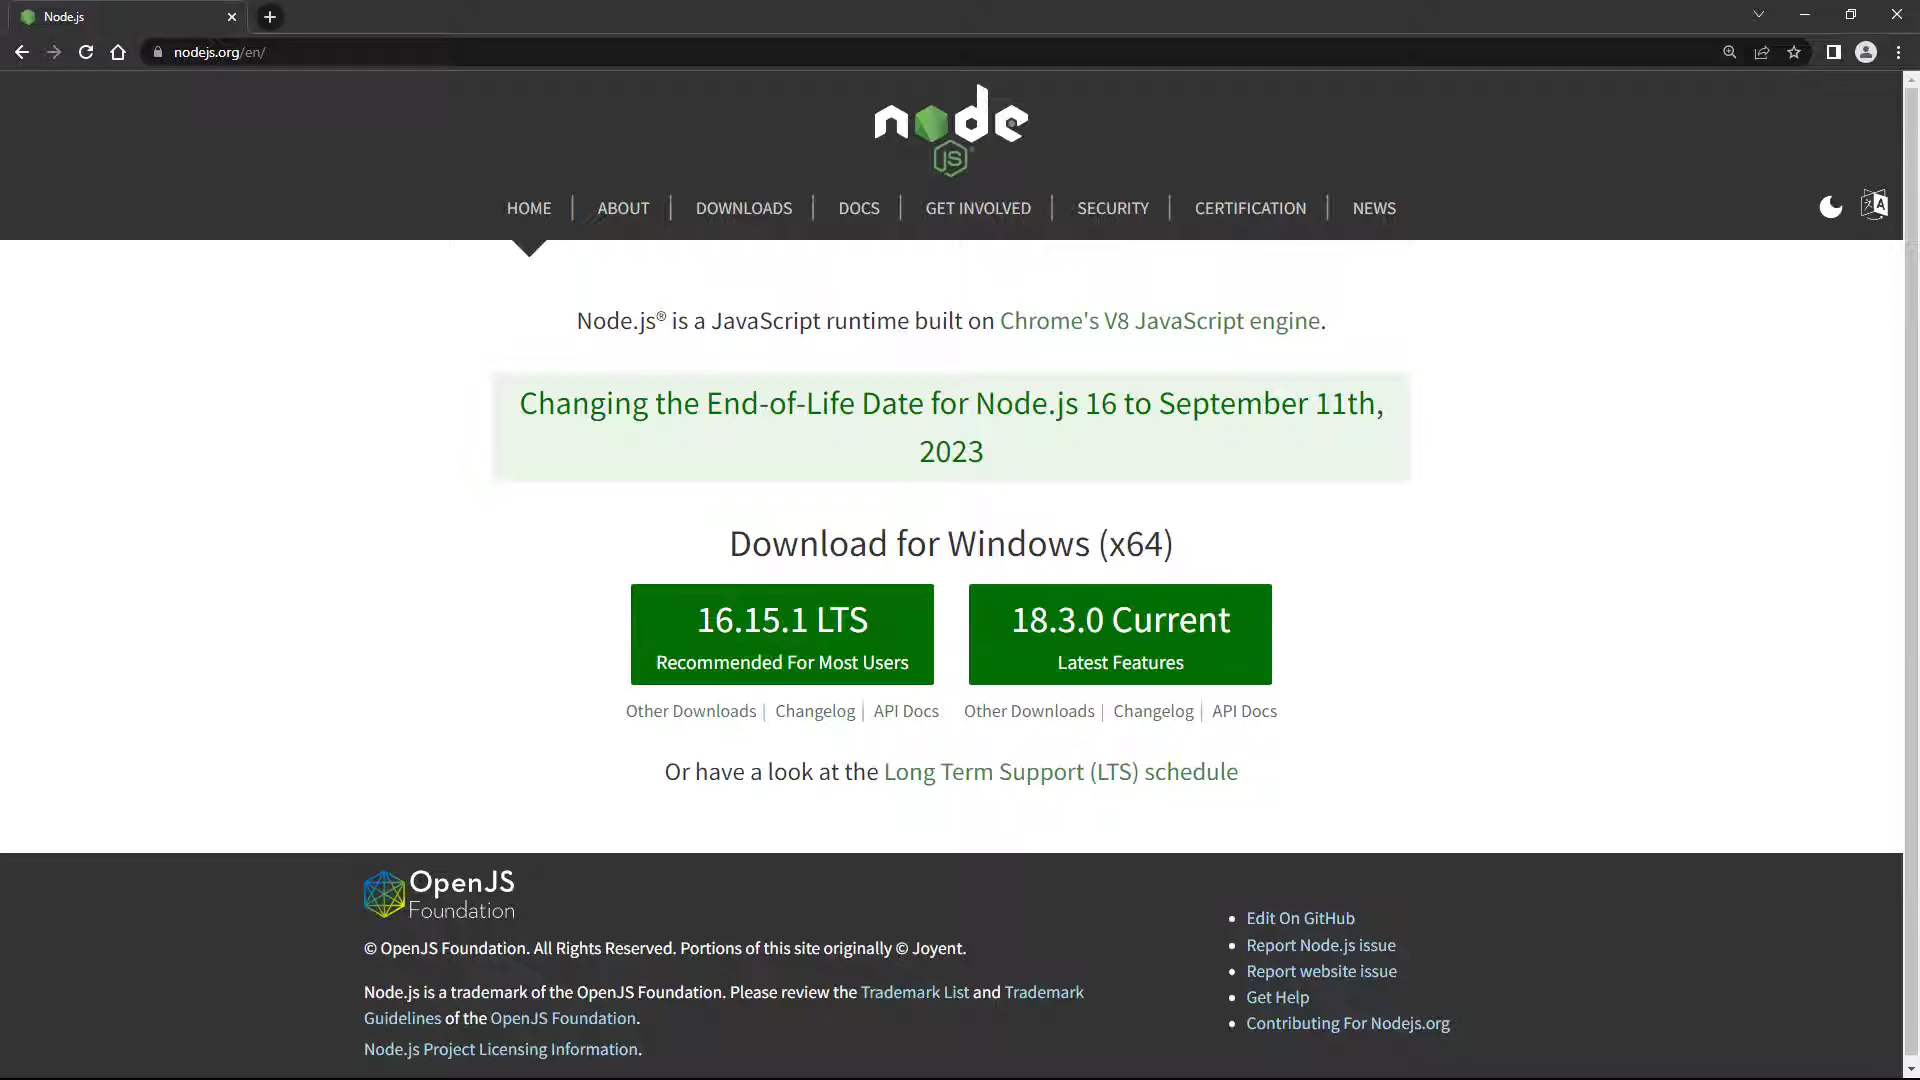 Node.js
nodejs.org/en/
node
JS
HOME
ABOUT
DOWNLOADS
DOCS
GET INVOLVED
SECURITY
CERTIFICATION
NEWS
Node.js® is a JavaScript runtime built on Chrome's V8 JavaScript engine.
Changing the End-of-Life Date for Node.js 16 to September 11th,
2023
Download for Windows (x64)
16.15.1 LTS
Recommended For Most Users
18.3.0 Current
Latest Features
Other Downloads | Changelog | API Docs
Other Downloads | Changelog | API Docs
Or have a look at the Long Term Support (LTS) schedule
OpenJS
Foundation
© OpenJS Foundation. All Rights Reserved. Portions of this site originally © Joyent.
Node.js is a trademark of the OpenJS Foundation. Please review the Trademark List and Trademark
Guidelines of the OpenJS Foundation.
Node.js Project Licensing Information.
Edit On GitHub
Report Node.js issue
Report website issue
Get Help
Contributing For Nodejs.org